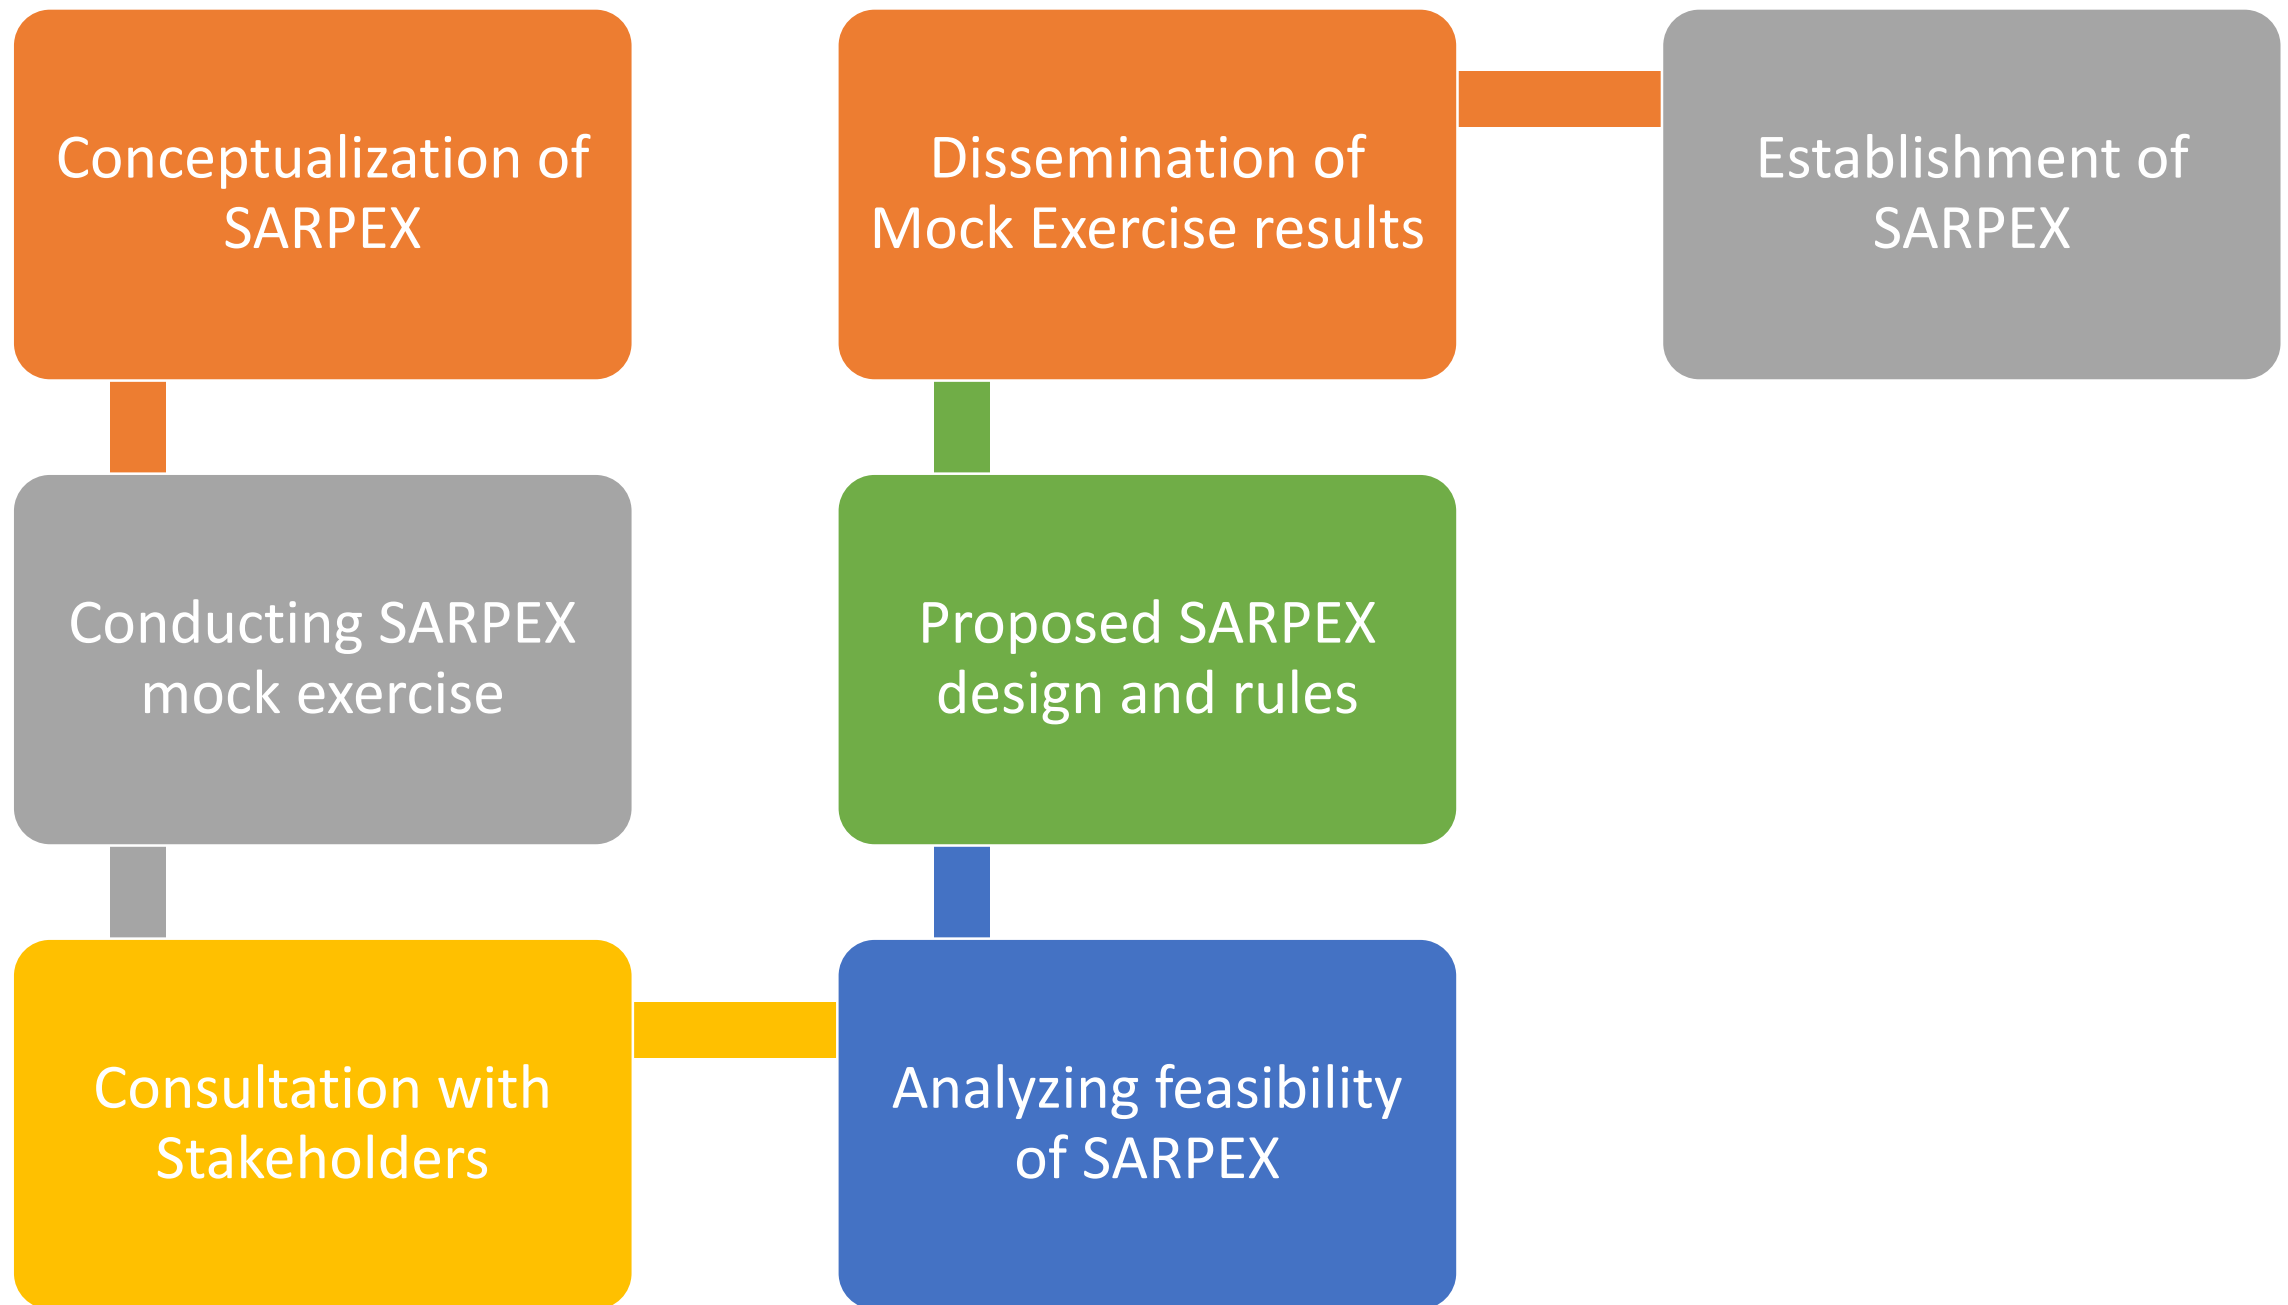 Conceptualization of
SARPEX
Conducting SARPEX
mock exercise
Consultation with
Stakeholders
Analyzing feasibility
of SARPEX
Proposed SARPEX
design and rules
Dissemination of
Mock Exercise results
Establishment of
SARPEX